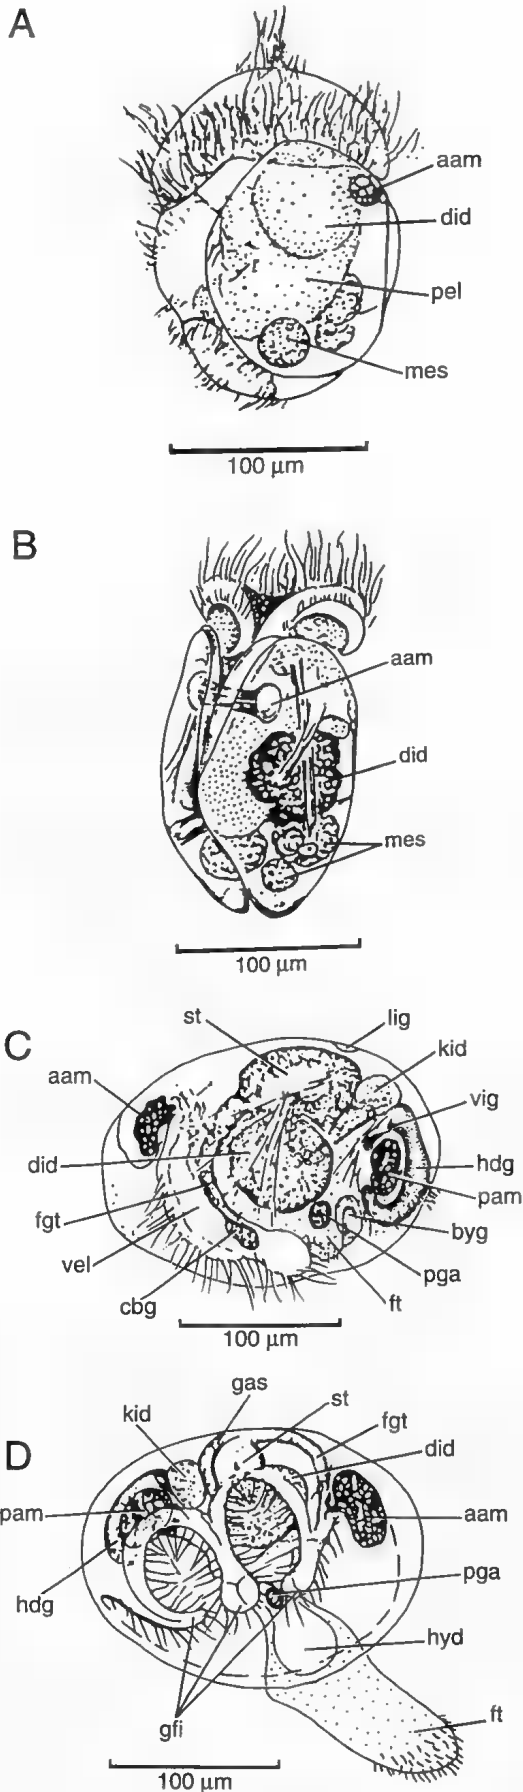 A
aam
did
pel
mes
100 μm
B
aam
did
mes
100 μm
C
st
lig
kid
aam
vig
did
hdg
pam
fgt
byg
vel
pga
cbg
ft
100 μm
D
gas
st
kid
fgt
did
pam
aam
pga
hdg
hyd
gfi
ft
100 μm